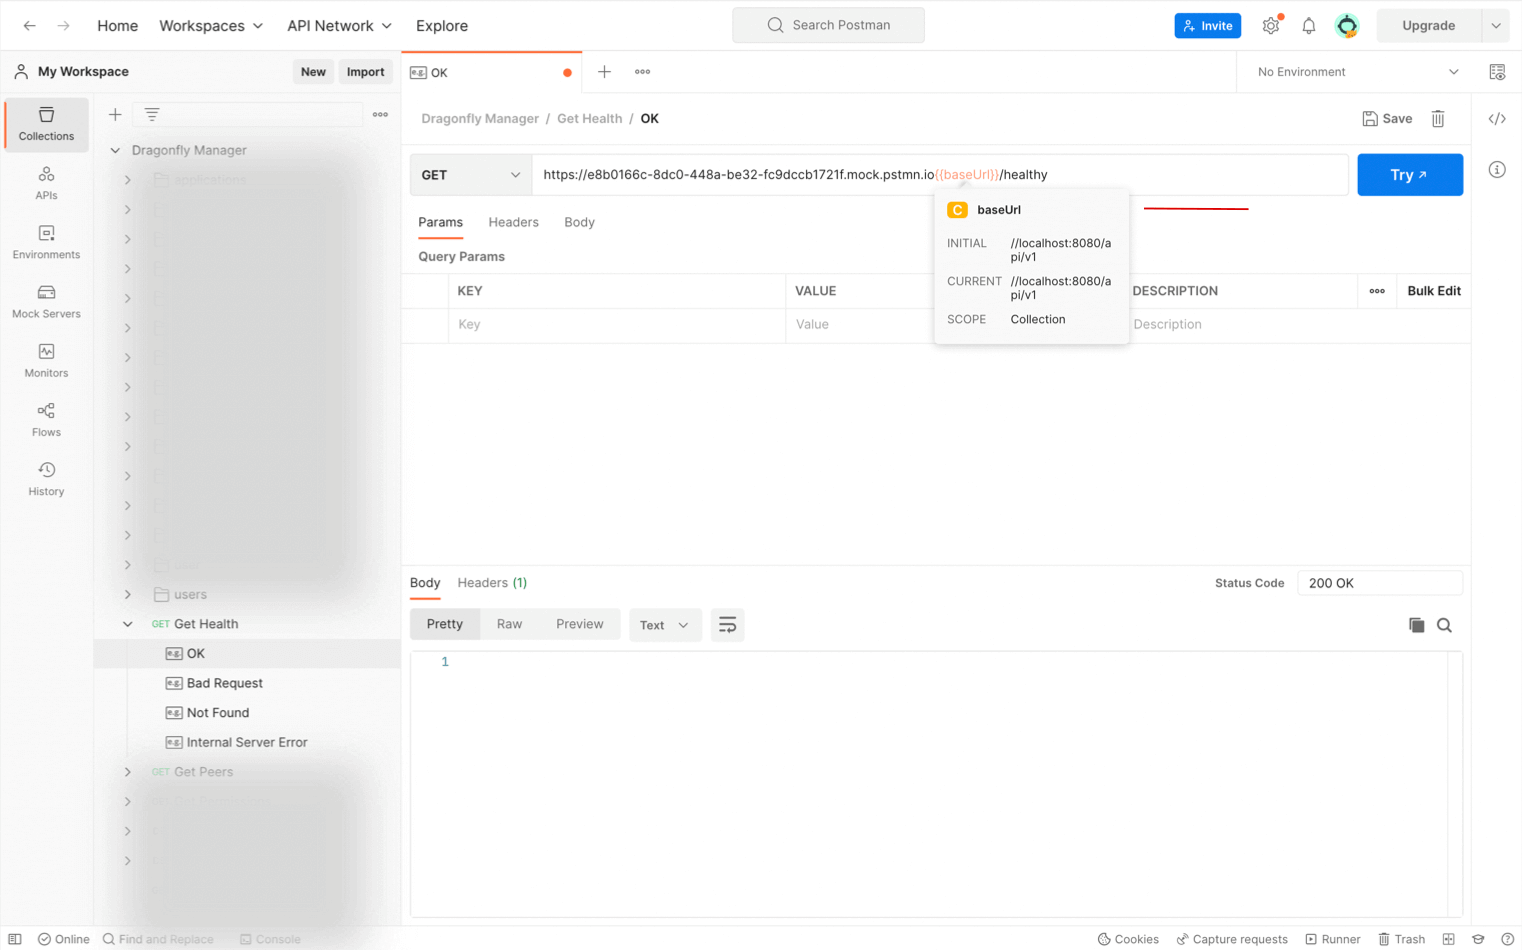 Home Workspaces API Network Explore Search Postman Invite Upgrade
My Workspace New Import OK No Environment
Collections
APIs
Environments
Mock Servers
Monitors
Flows
History
Dragonfly Manager
applications
users
GET Get Health
e.g. OK
e.g. Bad Request
e.g. Not Found
e.g. Internal Server Error
GET Get Peers
Dragonfly Manager / Get Health / OK Save
GET https://e8b0166c-8dc0-448a-be32-fc9dccb1721f.mock.pstmn.io{{baseUrl}}/healthy Try
Params Headers Body
Query Params
KEY VALUE DESCRIPTION Bulk Edit
Key Value Description
C baseUrl
INITIAL //localhost:8080/a
pi/v1
CURRENT //localhost:8080/a
pi/v1
SCOPE Collection
Body Headers (1) Status Code 200 OK
Pretty Raw Preview Text
1
Online Find and Replace Console Cookies Capture requests Runner Trash